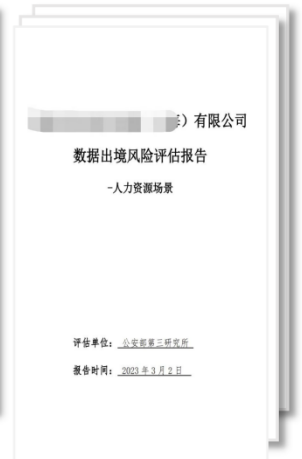 ）有限公司
数据出境风险评估报告
-人力资源场景
评估单位： 公安部第三研究所
报告时间： 2023 年 3 月 2 日